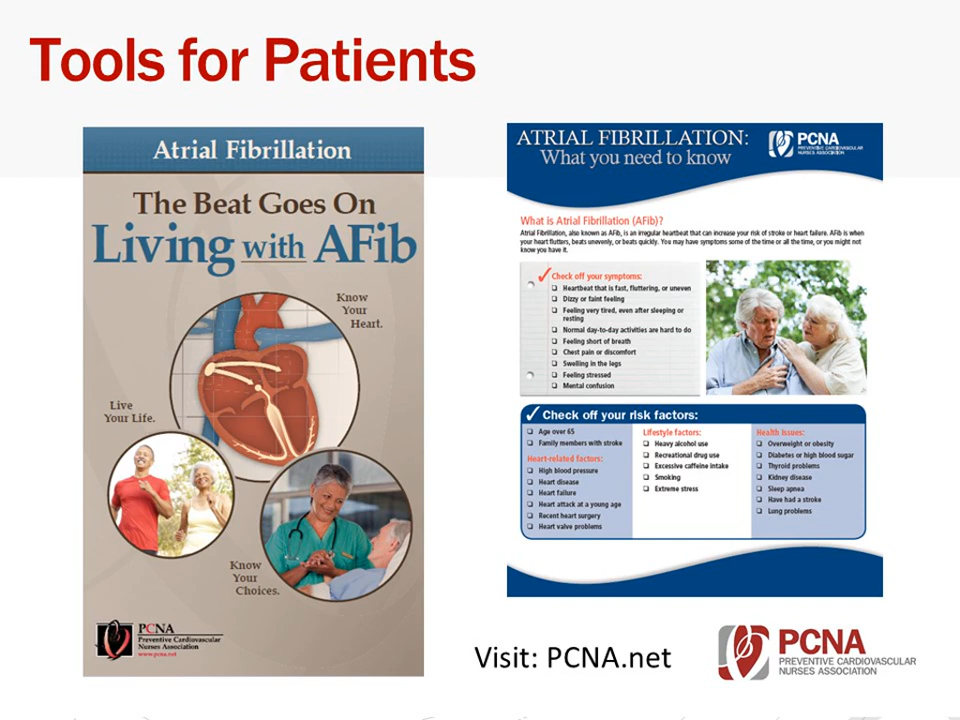 Tools for Patients
Atrial Fibrillation
The Beat Goes On
Living with AFib
Know
Your
Heart.
Live
Your Life.
Know
Your
Choices.
PCNA
Preventive Cardiovascular
Nurses Association
www.pcna.net
ATRIAL FIBRILLATION:
What you need to know
PCNA
PREVENTIVE CARDIOVASCULAR
NURSES ASSOCIATION
What is Atrial Fibrillation (AFib)?
Atrial Fibrillation, also known as AFib, is an irregular heartbeat that can increase your risk of stroke or heart failure. AFib is when
your heart flutters, beats unevenly, or beats quickly. You may have symptoms some of the time or all the time, or you might not
know you have it.
Check off your symptoms:
Heartbeat that is fast, fluttering, or uneven
Dizzy or faint feeling
Feeling very tired, even after sleeping or
resting
Normal day-to-day activities are hard to do
Feeling short of breath
Chest pain or discomfort
Swelling in the legs
Feeling stressed
Mental confusion
Check off your risk factors:
Age over 65
Family members with stroke
Heart-related factors:
High blood pressure
Heart disease
Heart failure
Heart attack at a young age
Recent heart surgery
Heart valve problems
Lifestyle factors:
Heavy alcohol use
Recreational drug use
Excessive caffeine intake
Smoking
Extreme stress
Health issues:
Overweight or obesity
Diabetes or high blood sugar
Thyroid problems
Kidney disease
Sleep apnea
Have had a stroke
Lung problems
Visit: PCNA.net
PCNA
PREVENTIVE CARDIOVASCULAR
NURSES ASSOCIATION